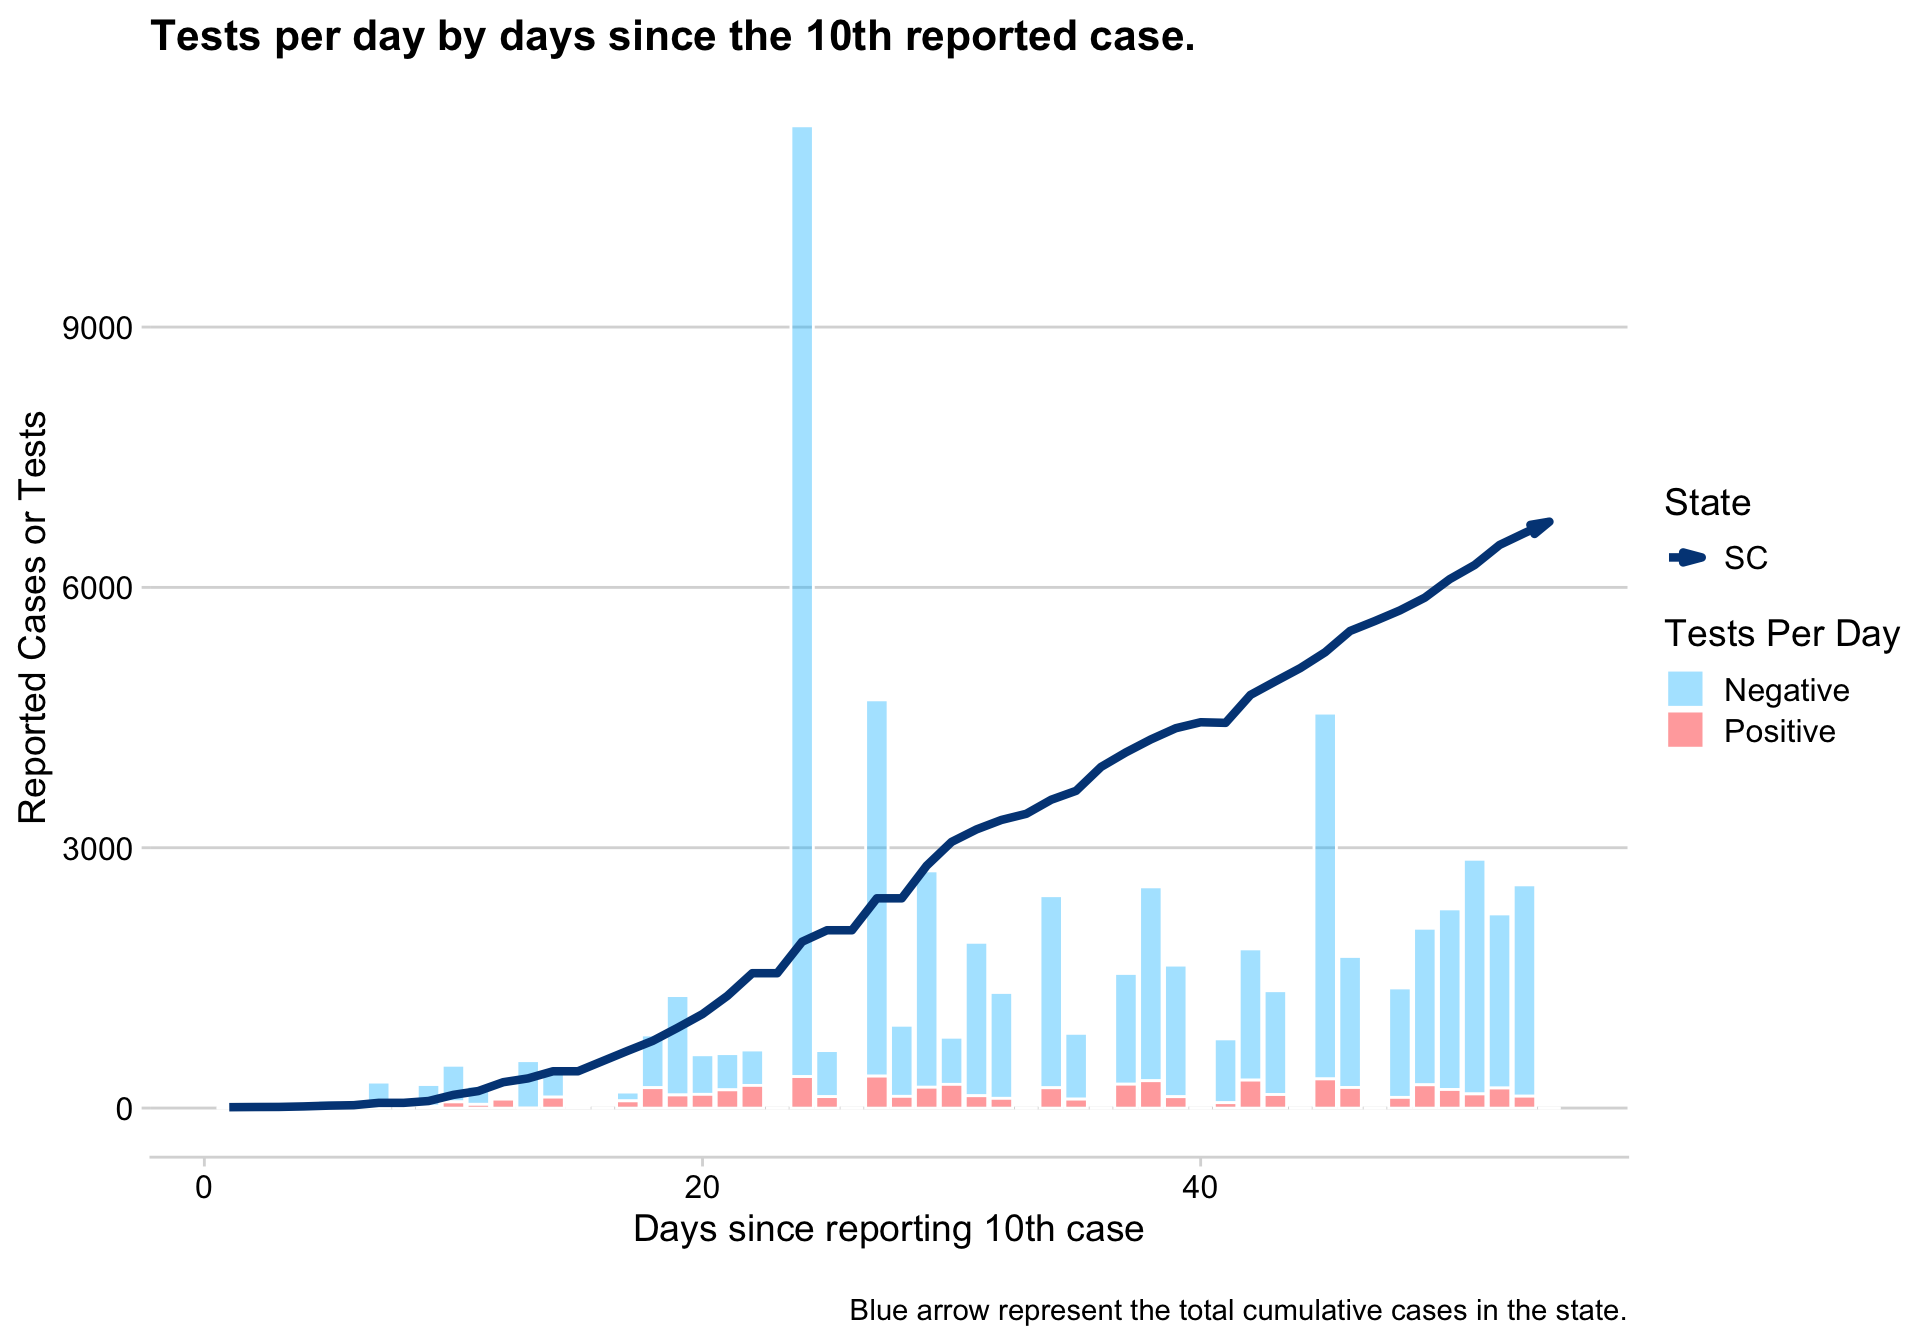 Tests per day by days since the 10th reported case.
9000
6000
3000
0
Reported Cases or Tests
0 20 40
Days since reporting 10th case
State
SC
Tests Per Day
Negative
Positive
Blue arrow represent the total cumulative cases in the state.